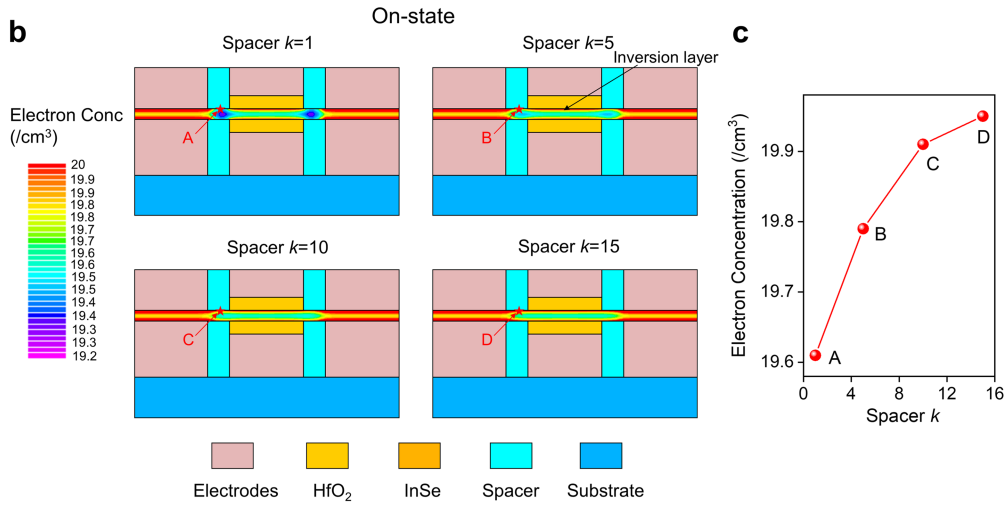 b
On-state
c
Spacer k=1
Spacer k=5
Inversion layer
Electron Conc
(/cm³)
20
19.9
19.9
19.8
19.8
19.7
19.7
19.6
19.6
19.5
19.5
19.4
19.4
19.3
19.3
19.2
A
B
Spacer k=10
Spacer k=15
C
D
Electrodes
HfO₂
InSe
Spacer
Substrate
Electron Concentration (/cm³)
19.9
19.8
19.7
19.6
A
B
C
D
0
4
8
12
16
Spacer k